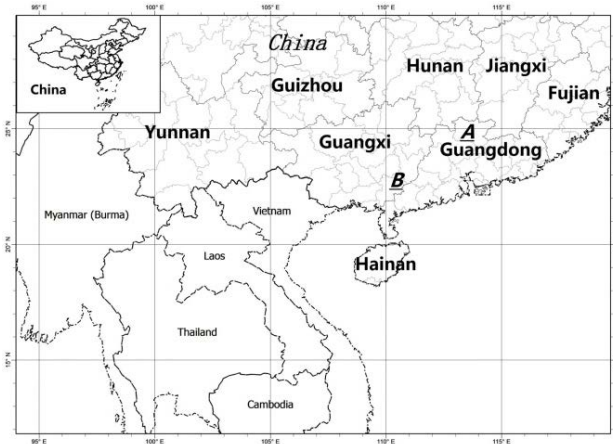 China
China
Hunan
Jiangxi
Guizhou
Fujian
25°N
Yunnan
Guangxi
A
Guangdong
B
Myanmar (Burma)
Vietnam
20°N
Laos
Hainan
Thailand
15°N
Cambodia
95°E
100°E
105°E
110°E
115°E